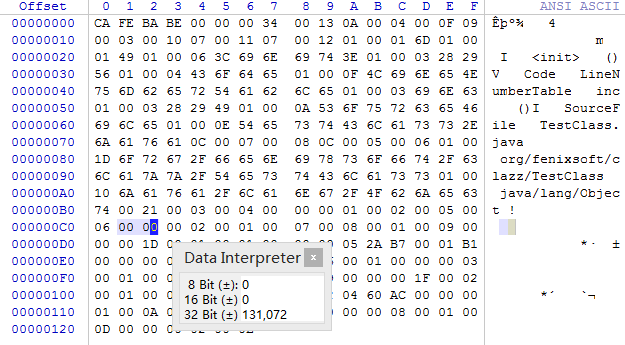 Offset 0 1 2 3 4 5 6 7 8 9 A B C D E F ANSI ASCII
00000000 CA FE BA BE 00 00 00 34 00 13 0A 00 04 00 0F 09 Êþº¾ 4
00000010 00 03 00 10 07 00 11 07 00 12 01 00 01 6D 01 00 m
00000020 01 49 01 00 06 3C 69 6E 69 74 3E 01 00 03 28 29 I <init> ()
00000030 56 01 00 04 43 6F 64 65 01 00 0F 4C 69 6E 65 4E V Code LineN
00000040 75 6D 62 65 72 54 61 62 6C 65 01 00 03 69 6E 63 umberTable inc
00000050 01 00 03 28 29 49 01 00 0A 53 6F 75 72 63 65 46 ()I SourceF
00000060 69 6C 65 01 00 0E 54 65 73 74 43 6C 61 73 73 2E ile TestClass.
00000070 6A 61 76 61 0C 00 07 00 08 0C 00 05 00 06 01 00 java
00000080 1D 6F 72 67 2F 66 65 6E 69 78 73 6F 66 74 2F 63 org/fenixsoft/c
00000090 6C 61 7A 7A 2F 54 65 73 74 43 6C 61 73 73 01 00 lazz/TestClass
000000A0 10 6A 61 76 61 2F 6C 61 6E 67 2F 4F 62 6A 65 63 java/lang/Objec
000000B0 74 00 21 00 03 00 04 00 00 00 01 00 02 00 05 00 t !
000000C0 06 00 00 00 02 00 01 00 07 00 08 00 01 00 09 00
000000D0 00 00 1D 05 2A B7 00 01 B1 *· ±
000000E0 00 00 00 00 01 00 00 00 03
000000F0 00 01 00 00 00 1F 00 02
00000100 00 01 00 04 60 AC 00 00 00 *´ `¬
00000110 01 00 0A 00 00 08 00 01 00
00000120 0D 00 00
Data Interpreter x
8 Bit (±): 0
16 Bit (±) 0
32 Bit (±) 131,072